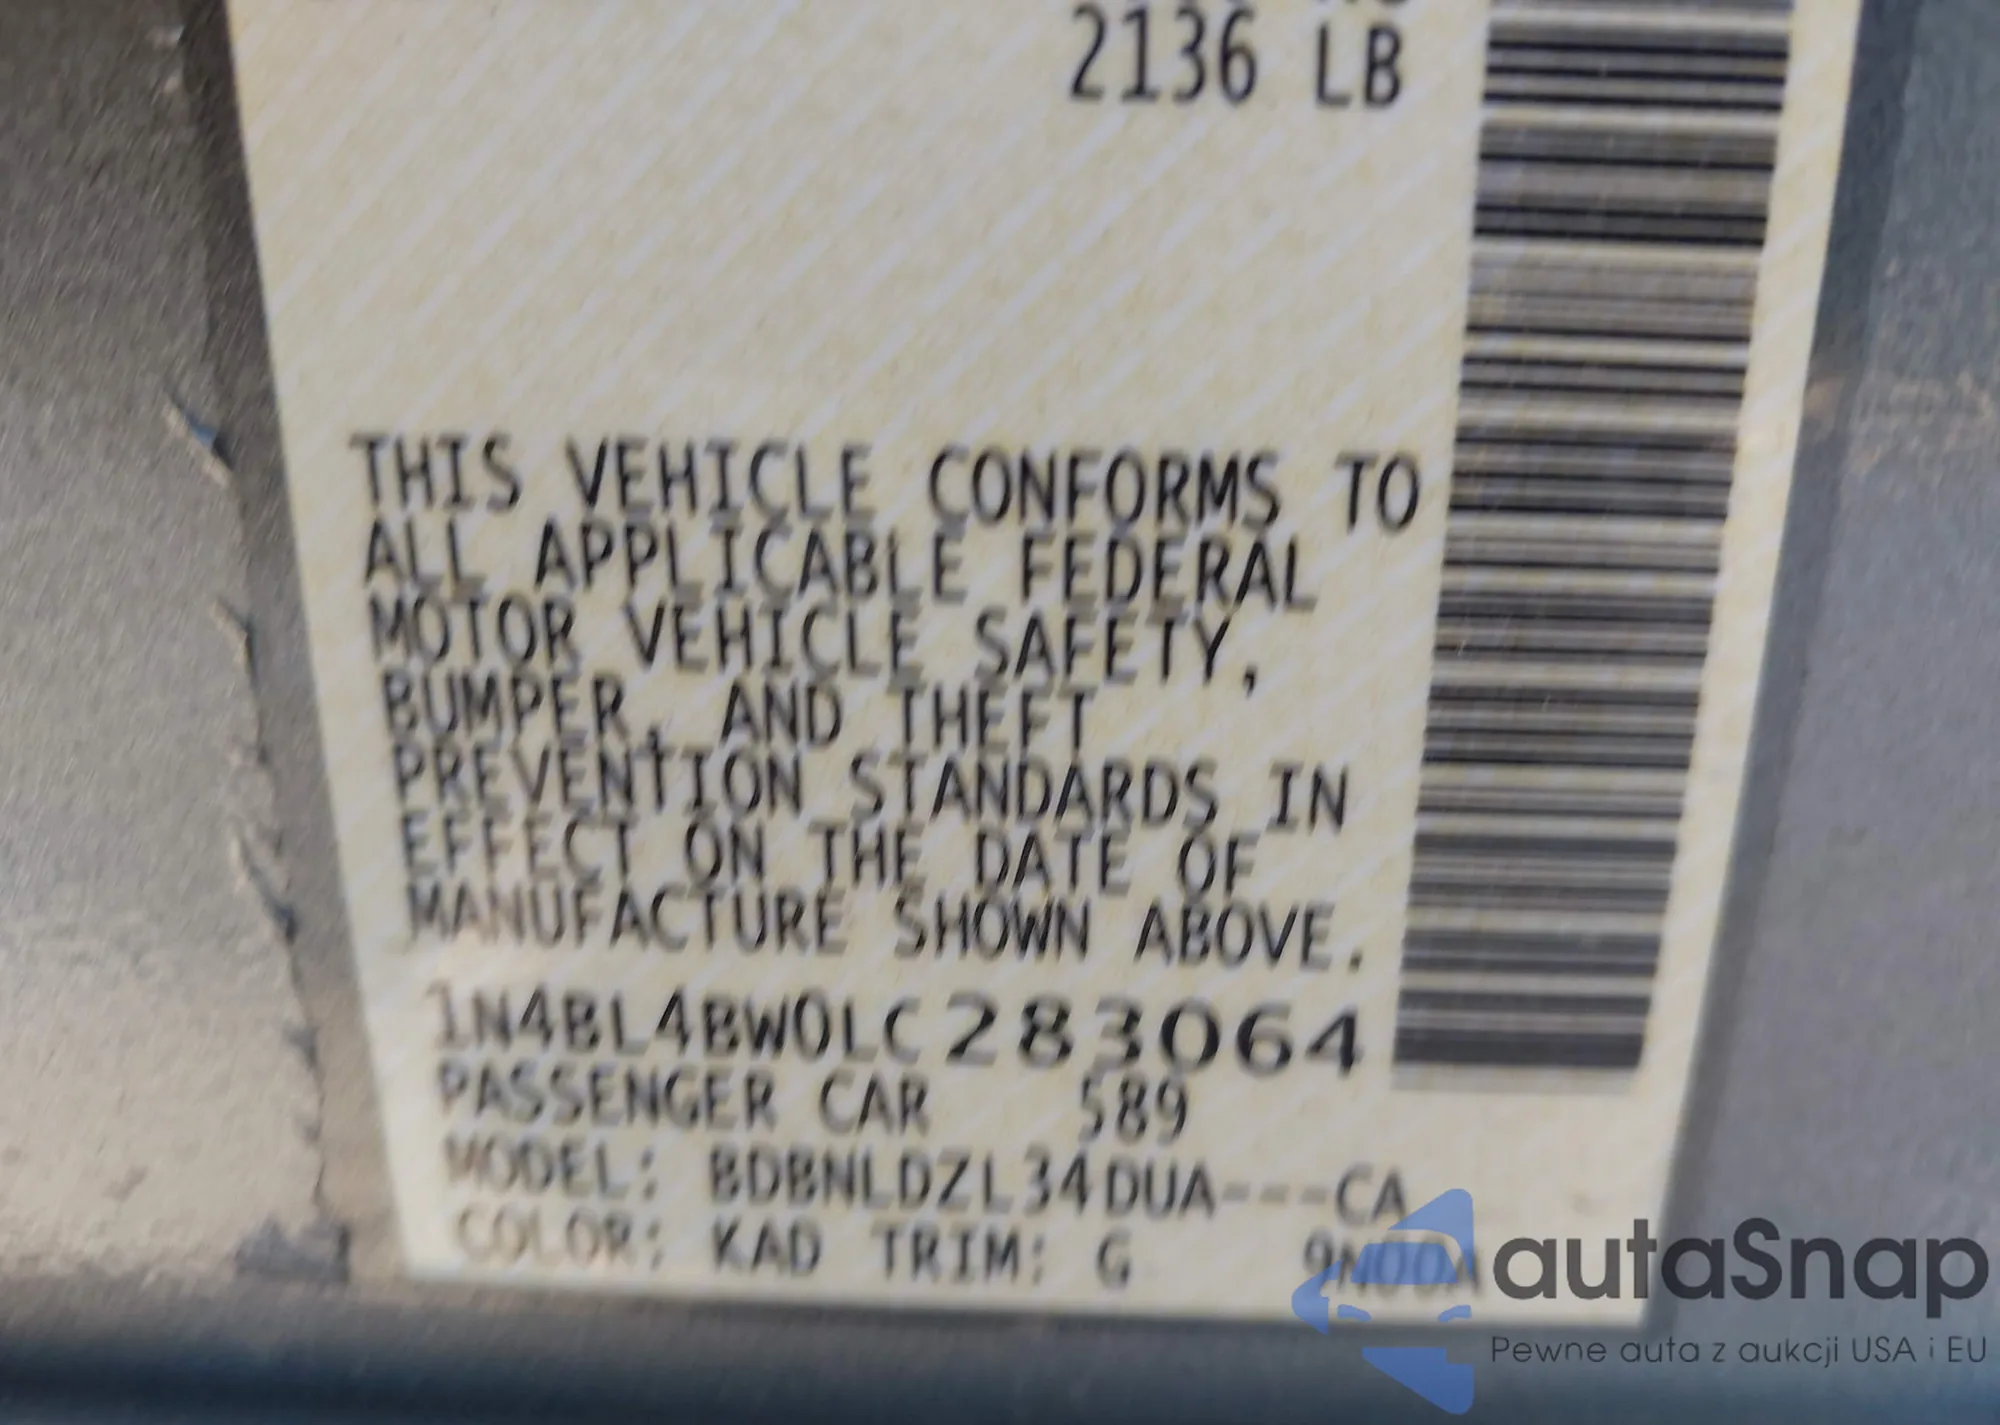 2136 LB
THIS VEHICLE CONFORMS TO
ALL APPLICABLE FEDERAL
MOTOR VEHICLE SAFETY,
BUMPER, AND THEFT
PREVENTION STANDARDS IN
EFFECT ON THE DATE OF
MANUFACTURE SHOWN ABOVE.
1N4BL4BW0LC283064
PASSENGER CAR 589
MODEL: BDBNLDZL34DUA---CA
COLOR: KAD TRIM: G 9N00A
autaSnap
Pewne auta z aukcji USA i EU